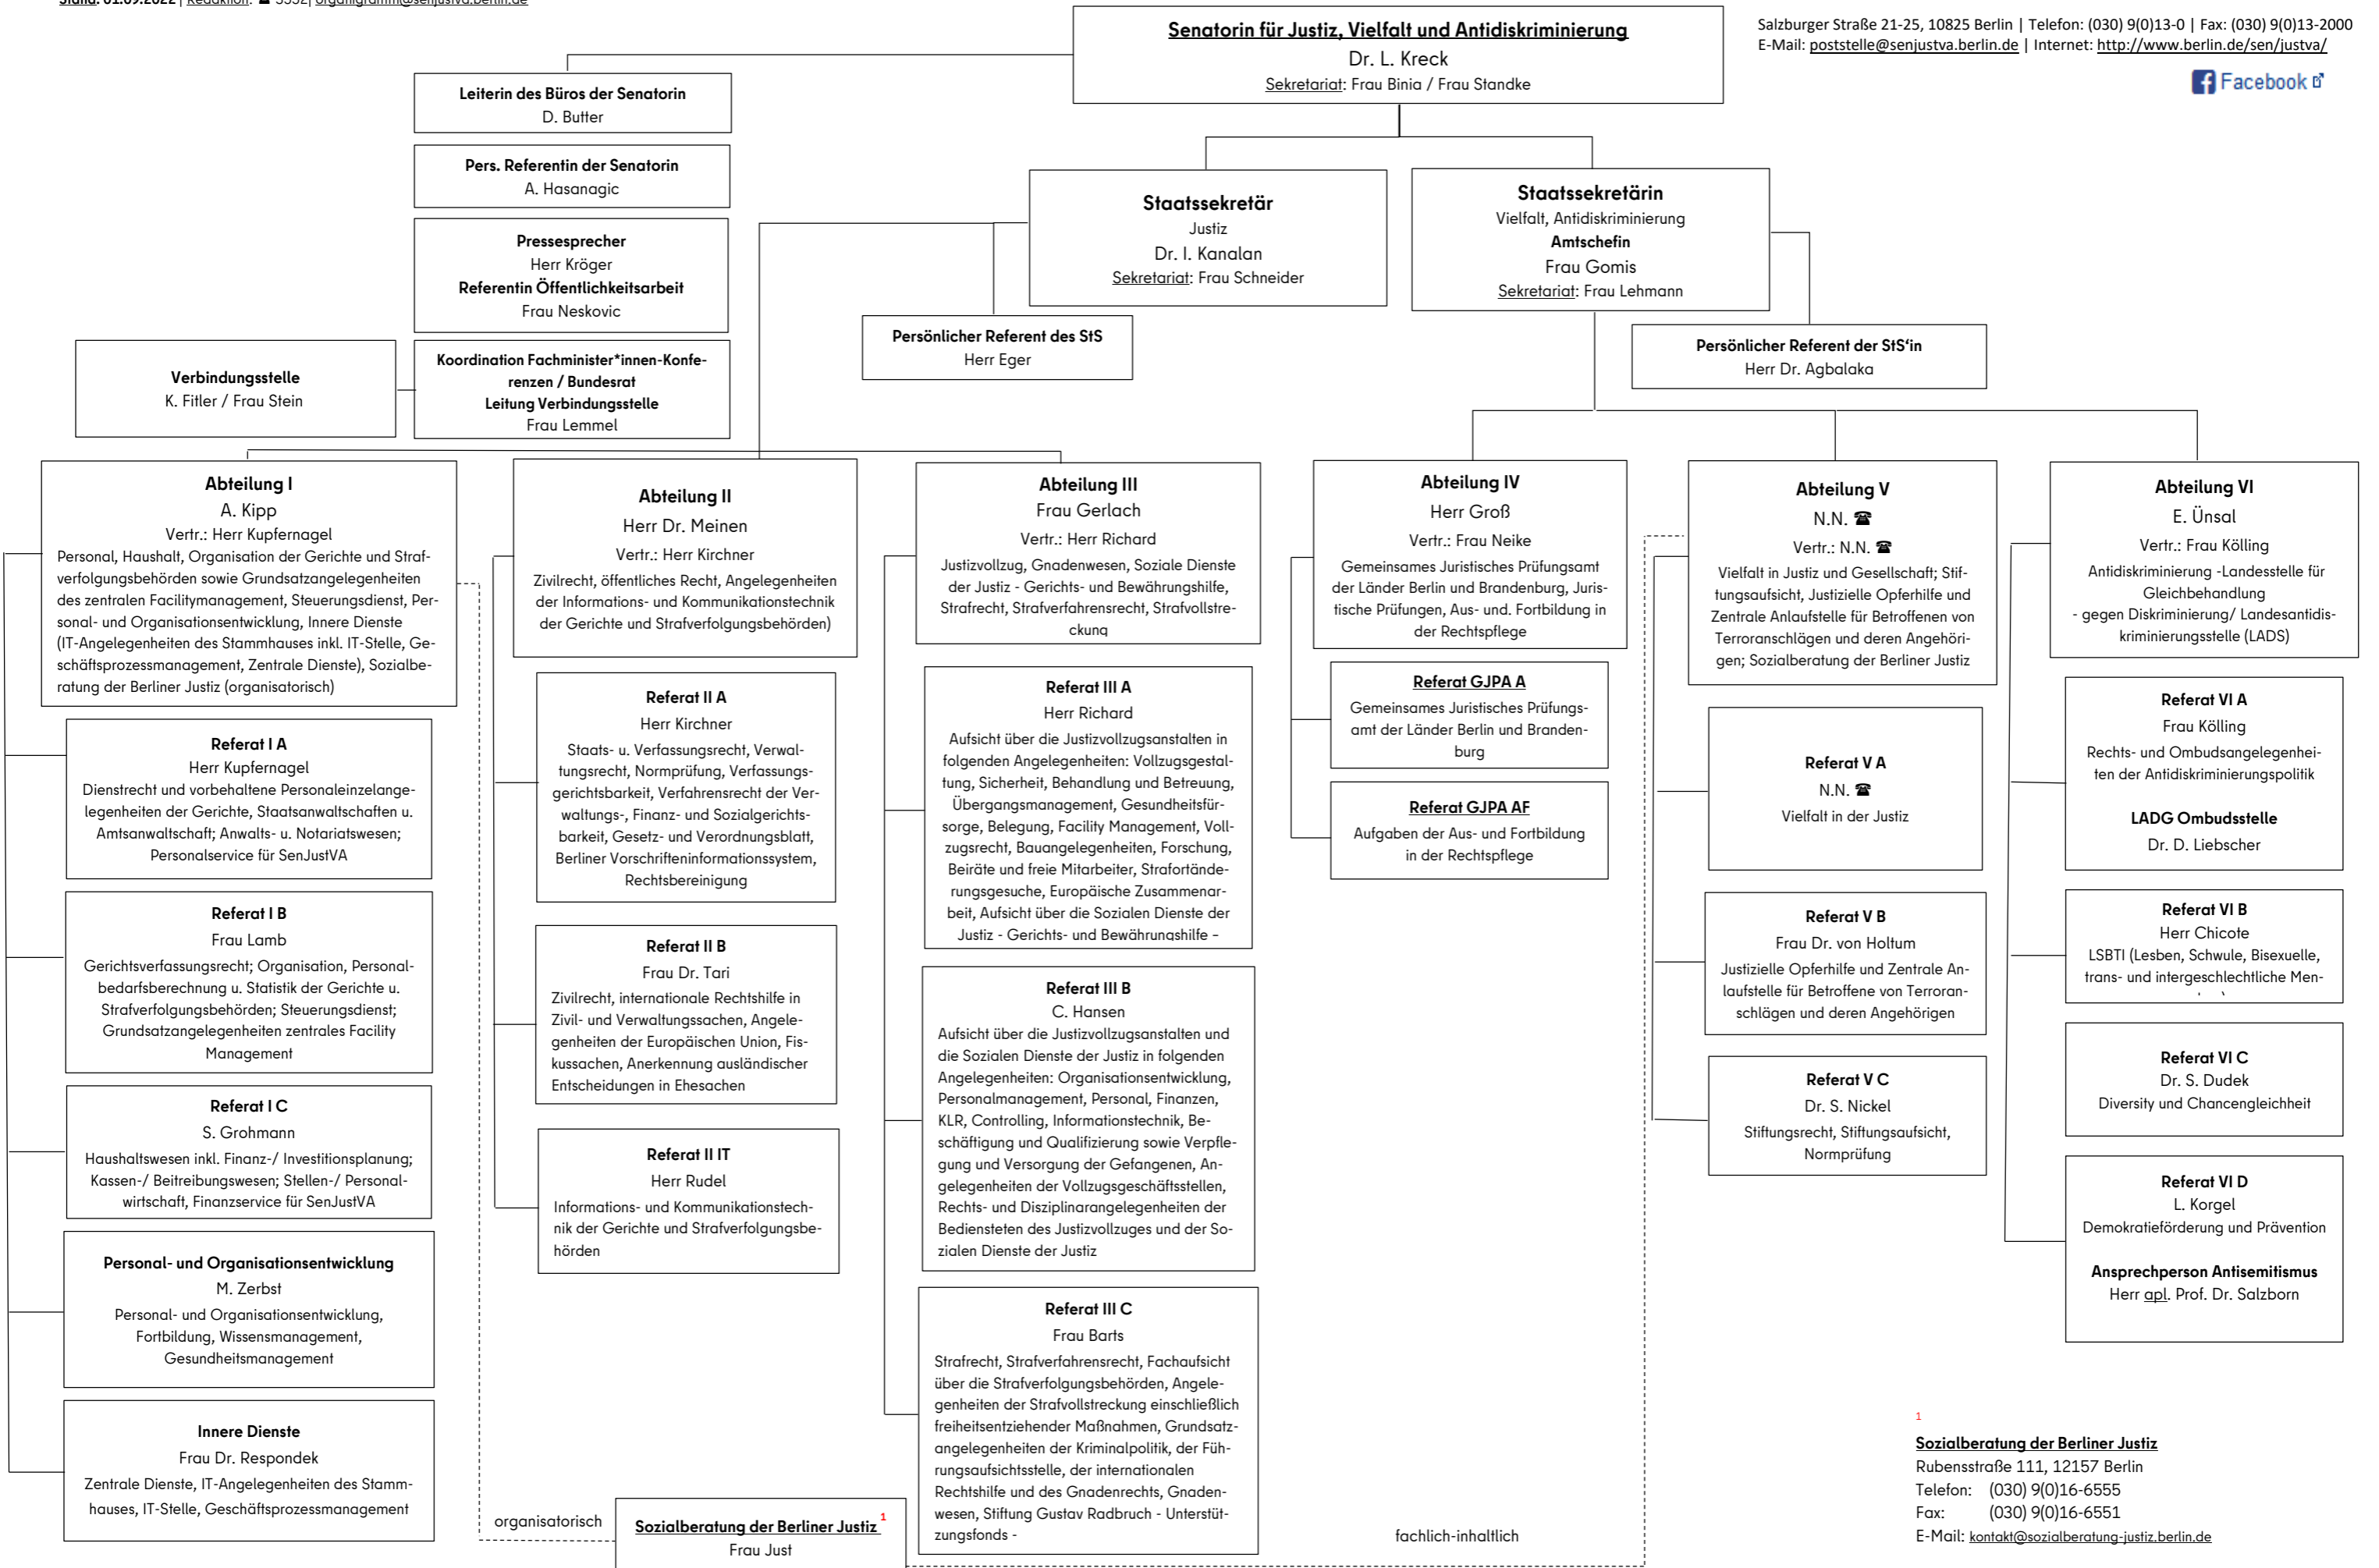 Stand: 01.09.2022 | Redaktion: ☎ 3332| organigramm@senjustva.berlin.de
Senatorin für Justiz, Vielfalt und Antidiskriminierung
Dr. L. Kreck
Sekretariat: Frau Binia / Frau Standke
Salzburger Straße 21-25, 10825 Berlin | Telefon: (030) 9(0)13-0 | Fax: (030) 9(0)13-2000
E-Mail: poststelle@senjustva.berlin.de | Internet: http://www.berlin.de/sen/justva/
Facebook
Leiterin des Büros der Senatorin
D. Butter
Pers. Referentin der Senatorin
A. Hasanagic
Pressesprecher
Herr Kröger
Referentin Öffentlichkeitsarbeit
Frau Neskovic
Verbindungsstelle
K. Fitler / Frau Stein
Koordination Fachminister*innen-Konfe-
renzen / Bundesrat
Leitung Verbindungsstelle
Frau Lemmel
Staatssekretär
Justiz
Dr. I. Kanalan
Sekretariat: Frau Schneider
Persönlicher Referent des StS
Herr Eger
Staatssekretärin
Vielfalt, Antidiskriminierung
Amtschefin
Frau Gomis
Sekretariat: Frau Lehmann
Persönlicher Referent der StS‘in
Herr Dr. Agbalaka
Abteilung I
A. Kipp
Vertr.: Herr Kupfernagel
Personal, Haushalt, Organisation der Gerichte und Straf-
verfolgungsbehörden sowie Grundsatzangelegenheiten
des zentralen Facilitymanagement, Steuerungsdienst, Per-
sonal- und Organisationsentwicklung, Innere Dienste
(IT-Angelegenheiten des Stammhauses inkl. IT-Stelle, Ge-
schäftsprozessmanagement, Zentrale Dienste), Sozialbe-
ratung der Berliner Justiz (organisatorisch)
Referat I A
Herr Kupfernagel
Dienstrecht und vorbehaltene Personaleinzelange-
legenheiten der Gerichte, Staatsanwaltschaften u.
Amtsanwaltschaft; Anwalts- u. Notariatswesen;
Personalservice für SenJustVA
Referat I B
Frau Lamb
Gerichtsverfassungsrecht; Organisation, Personal-
bedarfsberechnung u. Statistik der Gerichte u.
Strafverfolgungsbehörden; Steuerungsdienst;
Grundsatzangelegenheiten zentrales Facility
Management
Referat I C
S. Grohmann
Haushaltswesen inkl. Finanz-/ Investitionsplanung;
Kassen-/ Beitreibungswesen; Stellen-/ Personal-
wirtschaft, Finanzservice für SenJustVA
Personal- und Organisationsentwicklung
M. Zerbst
Personal- und Organisationsentwicklung,
Fortbildung, Wissensmanagement,
Gesundheitsmanagement
Innere Dienste
Frau Dr. Respondek
Zentrale Dienste, IT-Angelegenheiten des Stamm-
hauses, IT-Stelle, Geschäftsprozessmanagement
Abteilung II
Herr Dr. Meinen
Vertr.: Herr Kirchner
Zivilrecht, öffentliches Recht, Angelegenheiten
der Informations- und Kommunikationstechnik
der Gerichte und Strafverfolgungsbehörden)
Referat II A
Herr Kirchner
Staats- u. Verfassungsrecht, Verwal-
tungsrecht, Normprüfung, Verfassungs-
gerichtsbarkeit, Verfahrensrecht der Ver-
waltungs-, Finanz- und Sozialgerichts-
barkeit, Gesetz- und Verordnungsblatt,
Berliner Vorschrifteninformationssystem,
Rechtsbereinigung
Referat II B
Frau Dr. Tari
Zivilrecht, internationale Rechtshilfe in
Zivil- und Verwaltungssachen, Angele-
genheiten der Europäischen Union, Fis-
kussachen, Anerkennung ausländischer
Entscheidungen in Ehesachen
Referat II IT
Herr Rudel
Informations- und Kommunikationstech-
nik der Gerichte und Strafverfolgungsbe-
hörden
Abteilung III
Frau Gerlach
Vertr.: Herr Richard
Justizvollzug, Gnadenwesen, Soziale Dienste
der Justiz - Gerichts- und Bewährungshilfe,
Strafrecht, Strafverfahrensrecht, Strafvollstre-
ckung
Referat III A
Herr Richard
Aufsicht über die Justizvollzugsanstalten in
folgenden Angelegenheiten: Vollzugsgestal-
tung, Sicherheit, Behandlung und Betreuung,
Übergangsmanagement, Gesundheitsfür-
sorge, Belegung, Facility Management, Voll-
zugsrecht, Bauangelegenheiten, Forschung,
Beiräte und freie Mitarbeiter, Strafortände-
rungsgesuche, Europäische Zusammenar-
beit, Aufsicht über die Sozialen Dienste der
Justiz - Gerichts- und Bewährungshilfe –
Referat III B
C. Hansen
Aufsicht über die Justizvollzugsanstalten und
die Sozialen Dienste der Justiz in folgenden
Angelegenheiten: Organisationsentwicklung,
Personalmanagement, Personal, Finanzen,
KLR, Controlling, Informationstechnik, Be-
schäftigung und Qualifizierung sowie Verpfle-
gung und Versorgung der Gefangenen, An-
gelegenheiten der Vollzugsgeschäftsstellen,
Rechts- und Disziplinarangelegenheiten der
Bediensteten des Justizvollzuges und der So-
zialen Dienste der Justiz
Referat III C
Frau Barts
Strafrecht, Strafverfahrensrecht, Fachaufsicht
über die Strafverfolgungsbehörden, Angele-
genheiten der Strafvollstreckung einschließlich
freiheitsentziehender Maßnahmen, Grundsatz-
angelegenheiten der Kriminalpolitik, der Füh-
rungsaufsichtsstelle, der internationalen
Rechtshilfe und des Gnadenrechts, Gnaden-
wesen, Stiftung Gustav Radbruch - Unterstüt-
zungsfonds -
Abteilung IV
Herr Groß
Vertr.: Frau Neike
Gemeinsames Juristisches Prüfungsamt
der Länder Berlin und Brandenburg, Juris-
tische Prüfungen, Aus- und. Fortbildung in
der Rechtspflege
Referat GJPA A
Gemeinsames Juristisches Prüfungs-
amt der Länder Berlin und Branden-
burg
Referat GJPA AF
Aufgaben der Aus- und Fortbildung
in der Rechtspflege
Abteilung V
N.N. ☎
Vertr.: N.N. ☎
Vielfalt in Justiz und Gesellschaft; Stif-
tungsaufsicht, Justizielle Opferhilfe und
Zentrale Anlaufstelle für Betroffenen von
Terroranschlägen und deren Angehöri-
gen; Sozialberatung der Berliner Justiz
Referat V A
N.N. ☎
Vielfalt in der Justiz
Referat V B
Frau Dr. von Holtum
Justizielle Opferhilfe und Zentrale An-
laufstelle für Betroffene von Terroran-
schlägen und deren Angehörigen
Referat V C
Dr. S. Nickel
Stiftungsrecht, Stiftungsaufsicht,
Normprüfung
Abteilung VI
E. Ünsal
Vertr.: Frau Kölling
Antidiskriminierung -Landesstelle für
Gleichbehandlung
- gegen Diskriminierung/ Landesantidis-
kriminierungsstelle (LADS)
Referat VI A
Frau Kölling
Rechts- und Ombudsangelegenhei-
ten der Antidiskriminierungspolitik
LADG Ombudsstelle
Dr. D. Liebscher
Referat VI B
Herr Chicote
LSBTI (Lesben, Schwule, Bisexuelle,
trans- und intergeschlechtliche Men-
Referat VI C
Dr. S. Dudek
Diversity und Chancengleichheit
Referat VI D
L. Korgel
Demokratieförderung und Prävention
Ansprechperson Antisemitismus
Herr apl. Prof. Dr. Salzborn
organisatorisch
Sozialberatung der Berliner Justiz 1
Frau Just
fachlich-inhaltlich
1
Sozialberatung der Berliner Justiz
Rubensstraße 111, 12157 Berlin
Telefon: (030) 9(0)16-6555
Fax: (030) 9(0)16-6551
E-Mail: kontakt@sozialberatung-justiz.berlin.de